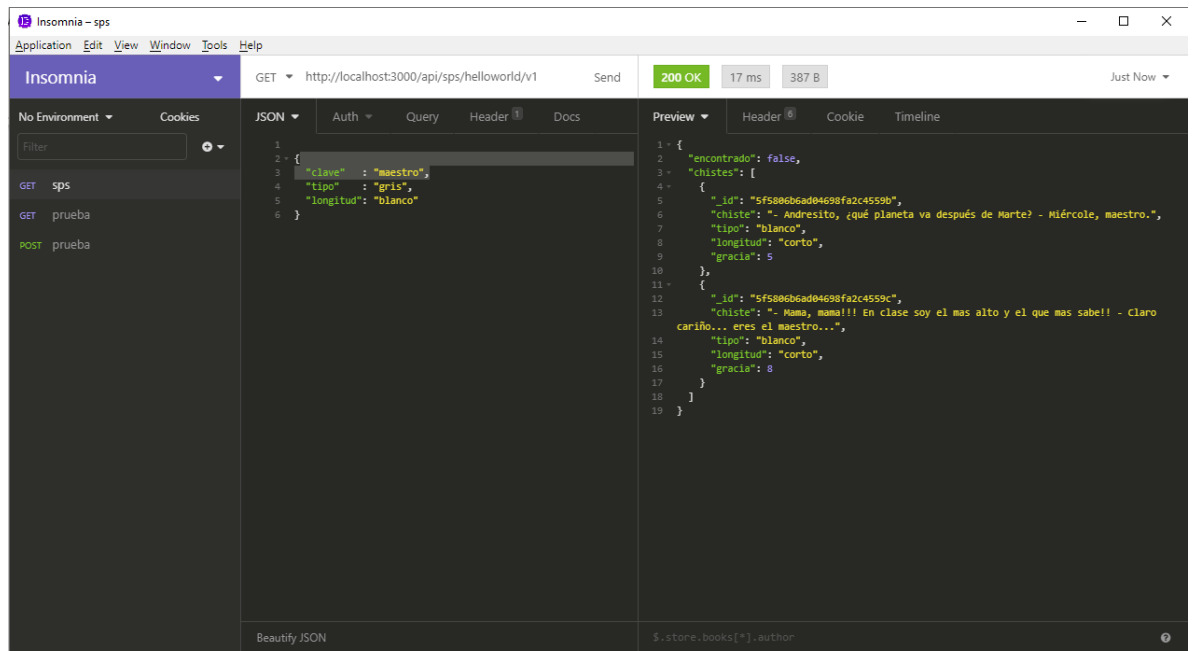 Insomnia – sps
Application Edit View Window Tools Help
Insomnia
GET http://localhost:3000/api/sps/helloworld/v1 Send
200 OK 17 ms 387 B Just Now
No Environment Cookies
JSON Auth Query Header 1 Docs
Preview Header 6 Cookie Timeline
Filter
GET sps
GET prueba
POST prueba
1
2 {
3 "clave" : "maestro",
4 "tipo" : "gris",
5 "longitud": "blanco"
6 }
1 {
2 "encontrado": false,
3 "chistes": [
4 {
5 "_id": "5f5806b6ad04698fa2c4559b",
6 "chiste": "- Andresito, ¿qué planeta va después de Marte? - Miércole, maestro.",
7 "tipo": "blanco",
8 "longitud": "corto",
9 "gracia": 5
10 },
11 {
12 "_id": "5f5806b6ad04698fa2c4559c",
13 "chiste": "- Mama, mama!!! En clase soy el mas alto y el que mas sabe!! - Claro
cariño... eres el maestro...",
14 "tipo": "blanco",
15 "longitud": "corto",
16 "gracia": 8
17 }
18 ]
19 }
Beautify JSON
$.store.books[*].author